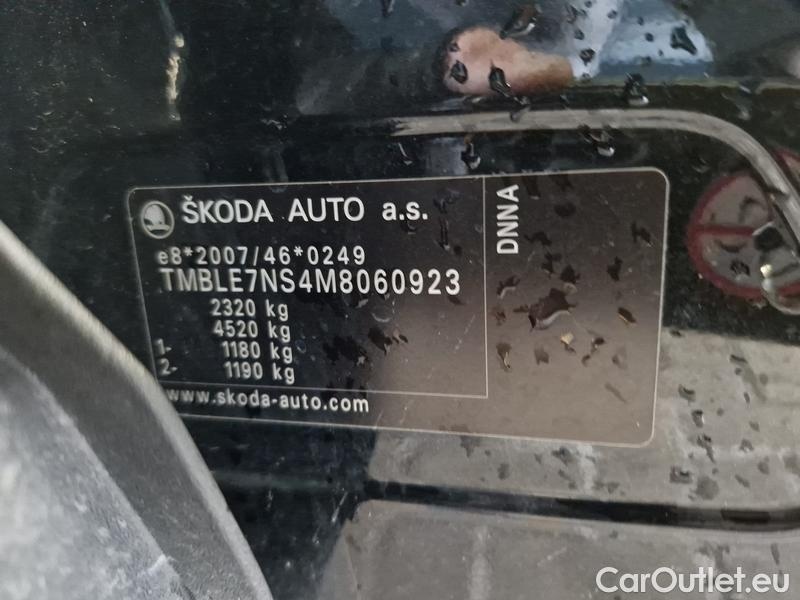 ŠKODA AUTO a.s.
e8*2007/46*0249
TMBLE7NS4M8060923
2320 kg
4520 kg
1- 1180 kg
2- 1190 kg
www.skoda-auto.com
DNNA
CarOutlet.eu